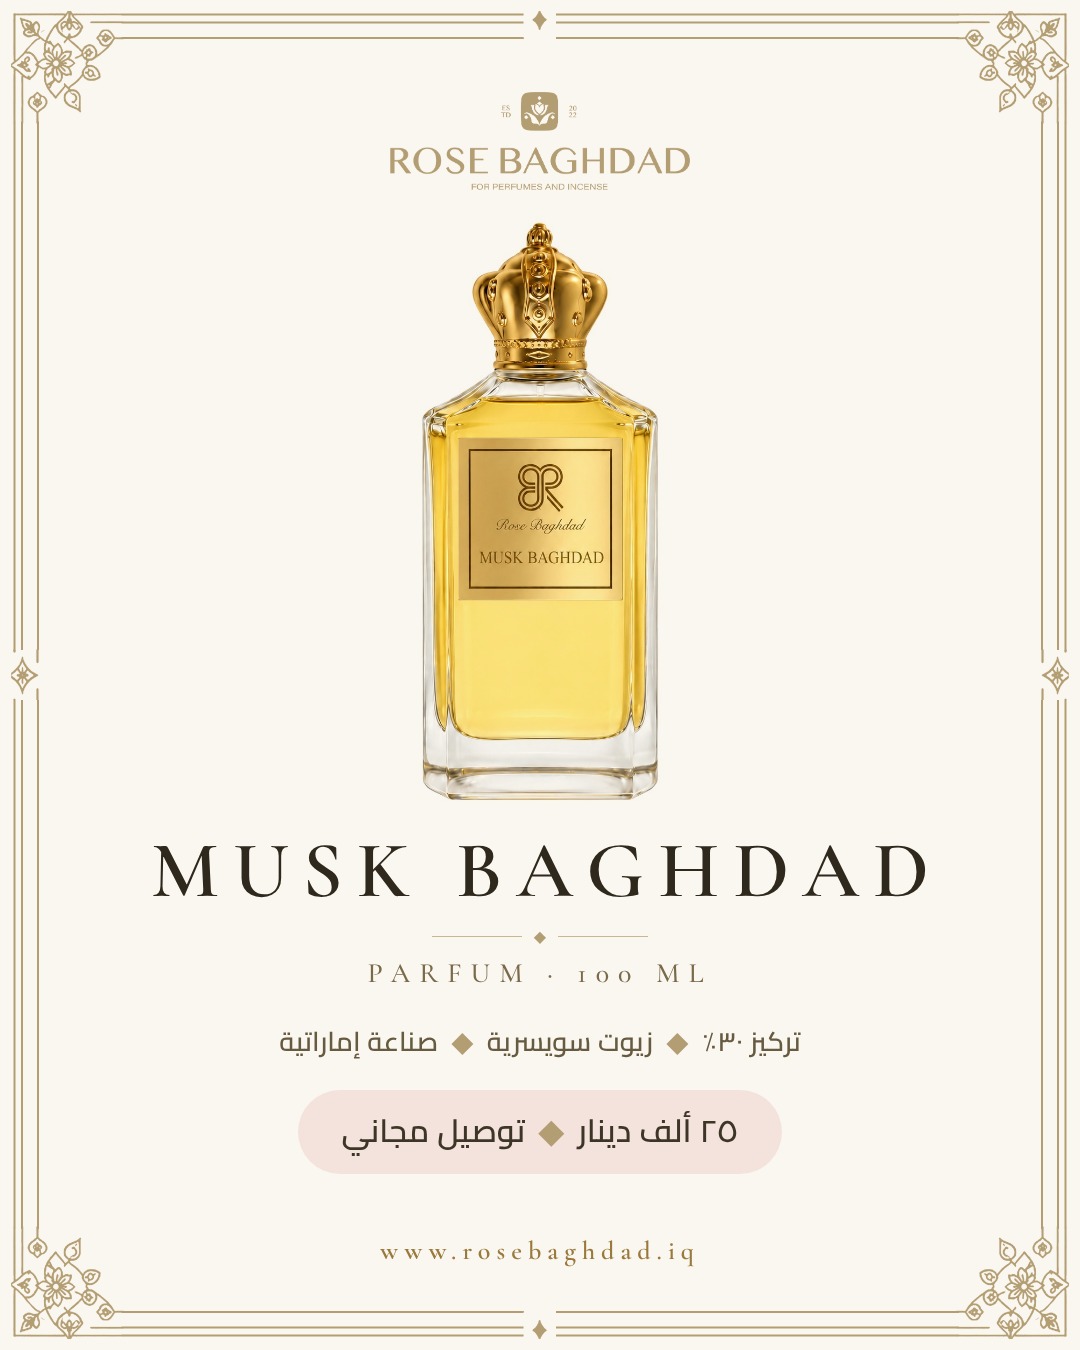 ES
TD
20
22
ROSE BAGHDAD
FOR PERFUMES AND INCENSE
Rose Baghdad
MUSK BAGHDAD
MUSK BAGHDAD
PARFUM · 100 ML
تركيز ٣٠٪ ◆ زيوت سويسرية ◆ صناعة إماراتية
٢٥ ألف دينار ◆ توصيل مجاني
www.rosebaghdad.iq